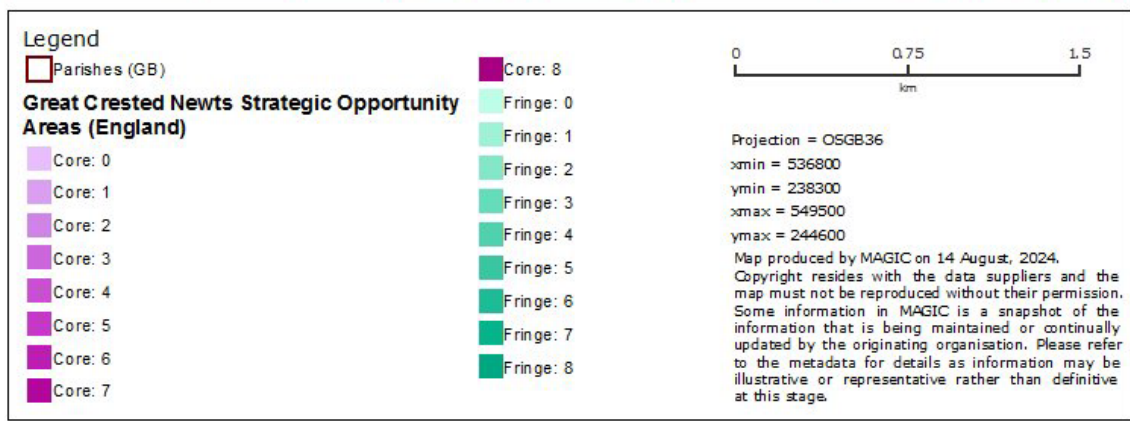 Legend
Parishes (GB)
Great Crested Newts Strategic Opportunity
Areas (England)
Core: 0
Core: 1
Core: 2
Core: 3
Core: 4
Core: 5
Core: 6
Core: 7
Core: 8
Fringe: 0
Fringe: 1
Fringe: 2
Fringe: 3
Fringe: 4
Fringe: 5
Fringe: 6
Fringe: 7
Fringe: 8
0 0.75 1.5
km
Projection = OSGB36
xmin = 536800
ymin = 238300
xmax = 549500
ymax = 244600
Map produced by MAGIC on 14 August, 2024.
Copyright resides with the data suppliers and the
map must not be reproduced without their permission.
Some information in MAGIC is a snapshot of the
information that is being maintained or continually
updated by the originating organisation. Please refer
to the metadata for details as information may be
illustrative or representative rather than definitive
at this stage.